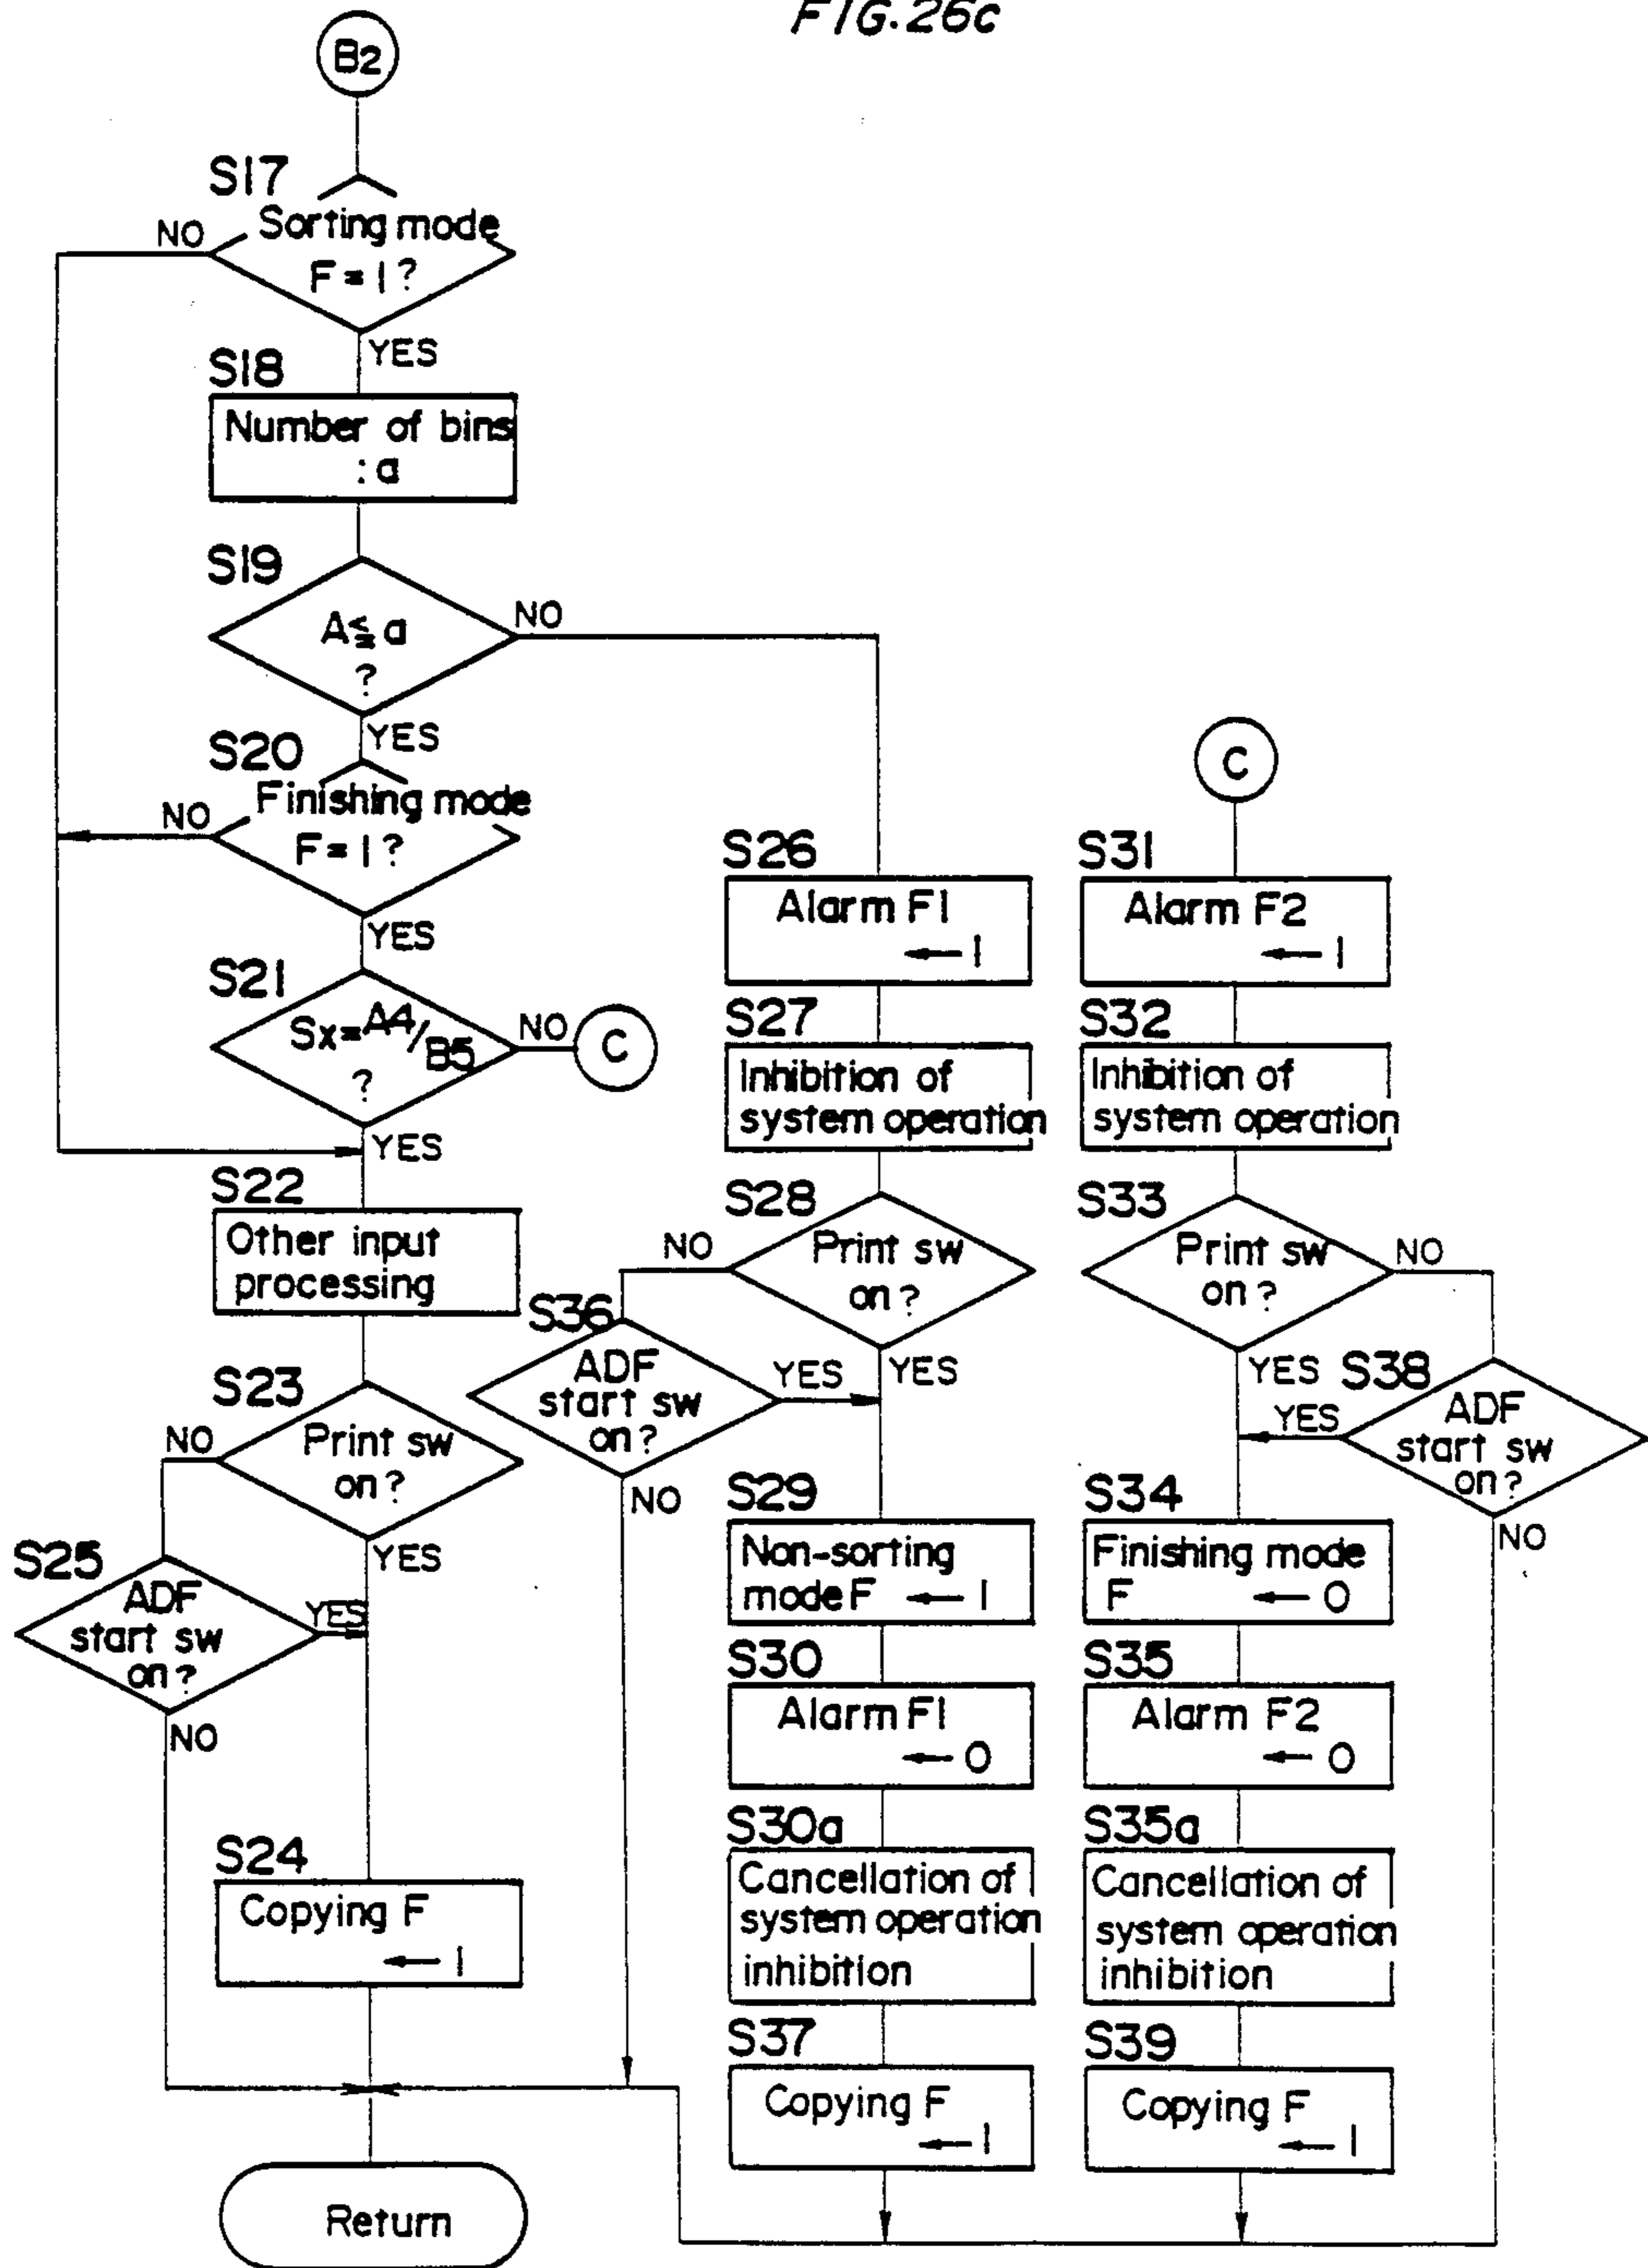 FIG.26c
B2
S17
Sorting mode
F=1?
NO
YES
S18
Number of bins
:a
S19
A≦a
?
NO
YES
S20
Finishing mode
F=1?
NO
YES
S21
Sx=A4/B5
?
NO
C
YES
S22
Other input
processing
S23
Print sw
on?
NO
YES
S25
ADF
start sw
on?
YES
NO
S24
Copying F
←1
Return
S26
Alarm F1
←1
S27
Inhibition of
system operation
S28
Print sw
on?
NO
YES
S36
ADF
start sw
on?
YES
NO
S29
Non-sorting
mode F ←1
S30
Alarm F1
←0
S30a
Cancellation of
system operation
inhibition
S37
Copying F
←1
C
S31
Alarm F2
←1
S32
Inhibition of
system operation
S33
Print sw
on?
NO
YES
S38
ADF
start sw
on?
YES
NO
S34
Finishing mode
F ←0
S35
Alarm F2
←0
S35a
Cancellation of
system operation
inhibition
S39
Copying F
←1